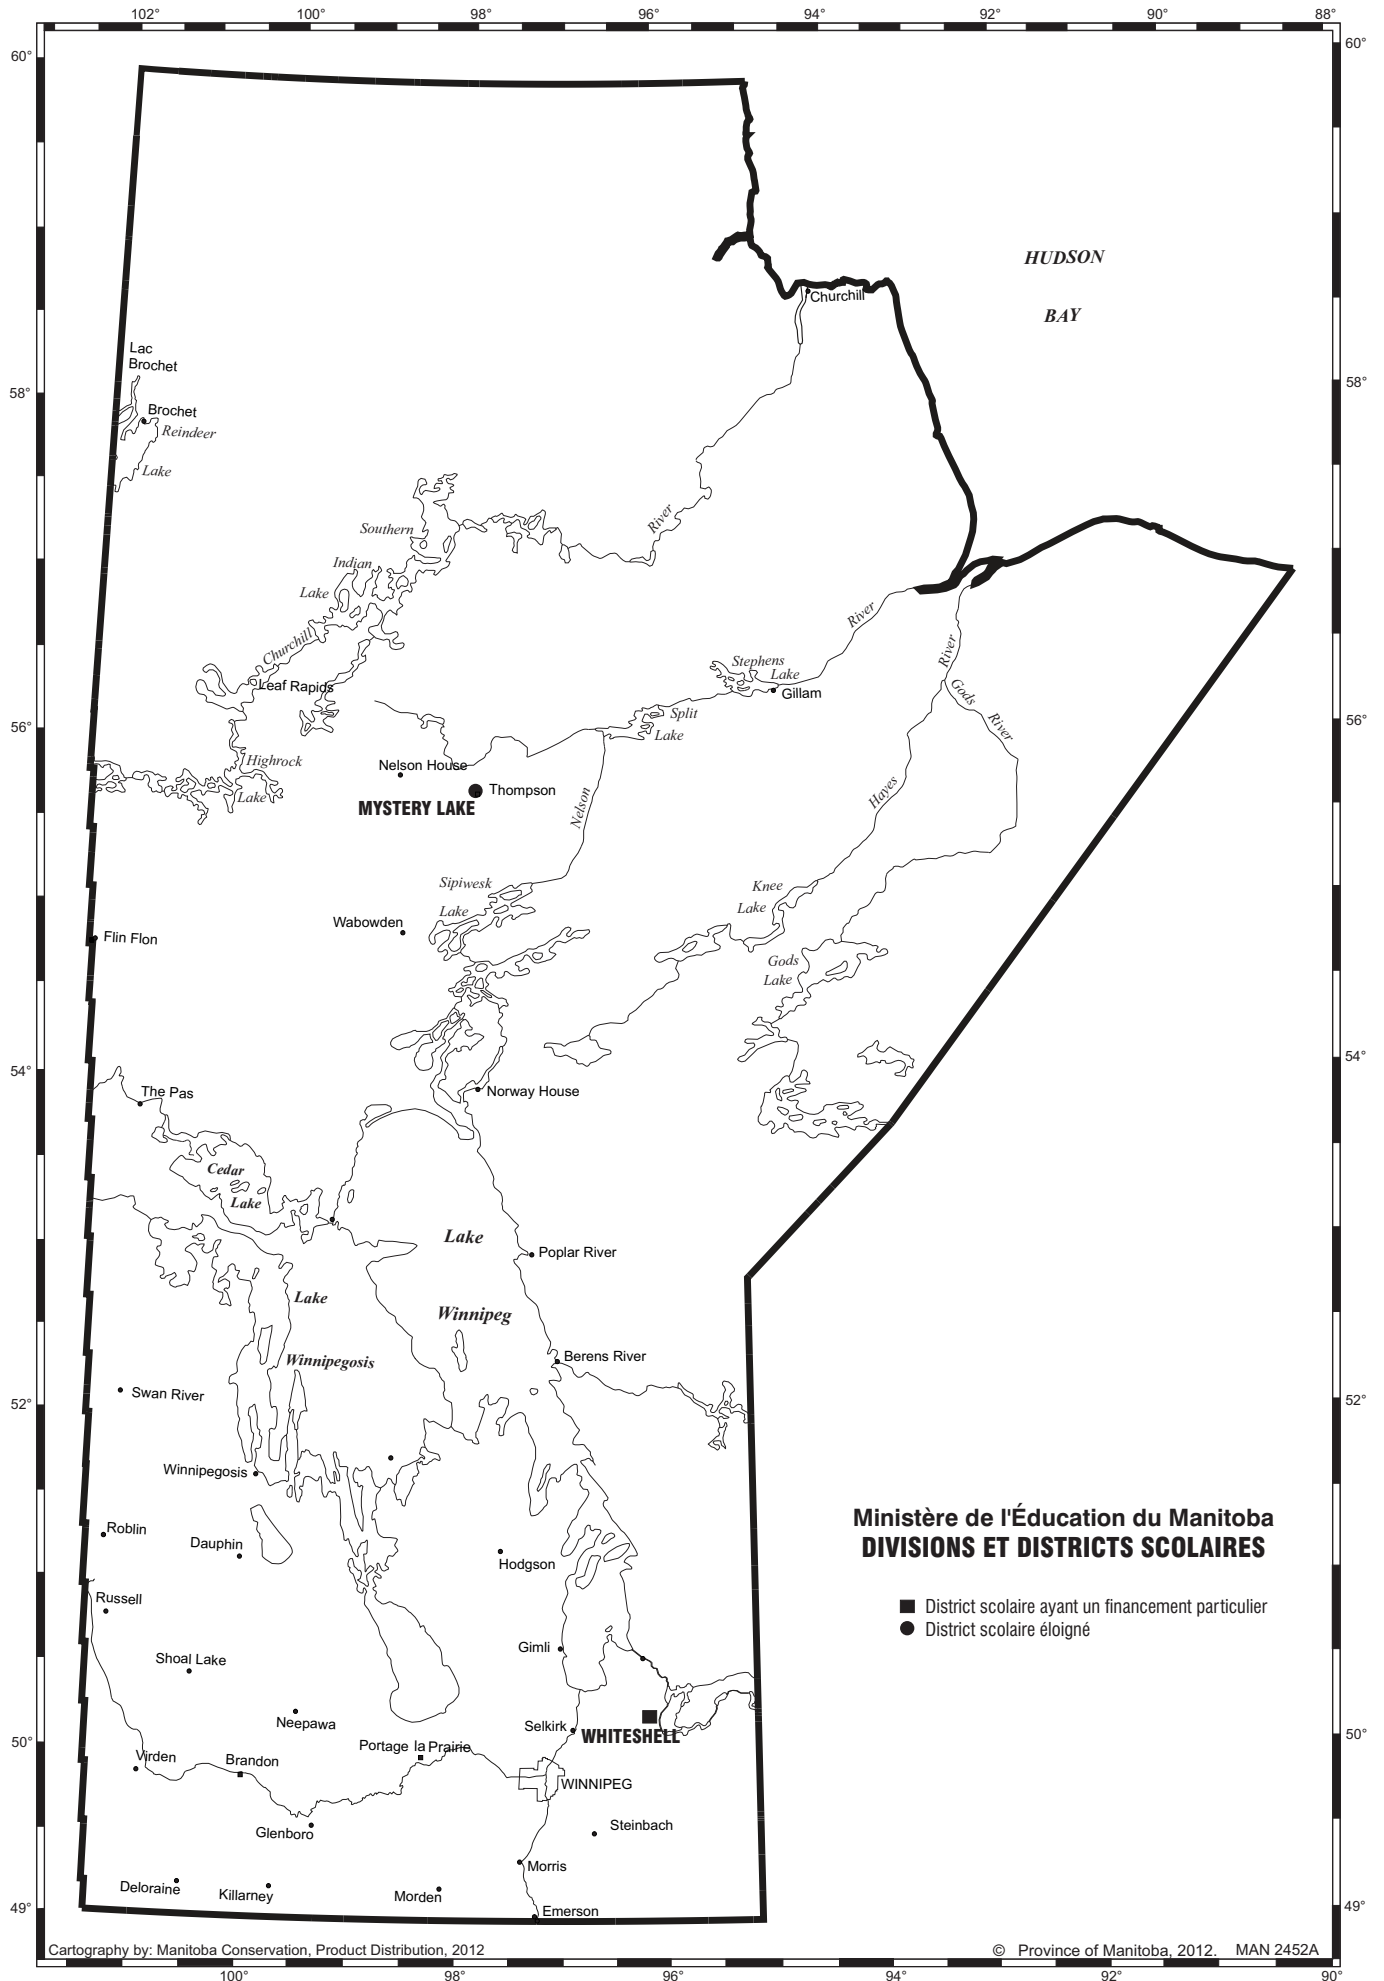 102°
100°
98°
96°
94°
92°
90°
88°
60°
60°
HUDSON
BAY
Churchill
Lac
Brochet
58°
58°
Brochet
Reindeer
Lake
Southern
River
Indian
Lake
River
Churchill
River
Stephens
Lake
Leaf Rapids
Gillam
Gods
River
Split
Lake
56°
56°
Highrock
Lake
Nelson House
Thompson
MYSTERY LAKE
Nelson
Hayes
Sipiwesk
Lake
Knee
Lake
Wabowden
Flin Flon
Gods
Lake
54°
54°
The Pas
Norway House
Cedar
Lake
Lake
Winnipeg
Poplar River
Lake
Winnipegosis
Berens River
Swan River
52°
52°
Winnipegosis
Roblin
Dauphin
Hodgson
Ministère de l'Éducation du Manitoba
DIVISIONS ET DISTRICTS SCOLAIRES
Russell
District scolaire ayant un financement particulier
District scolaire éloigné
Gimli
Shoal Lake
Neepawa
Selkirk
WHITESHELL
50°
50°
Virden
Brandon
Portage la Prairie
WINNIPEG
Glenboro
Steinbach
Morris
Deloraine
Killarney
Morden
Emerson
49°
49°
Cartography by: Manitoba Conservation, Product Distribution, 2012
© Province of Manitoba, 2012. MAN 2452A
100°
98°
96°
94°
92°
90°